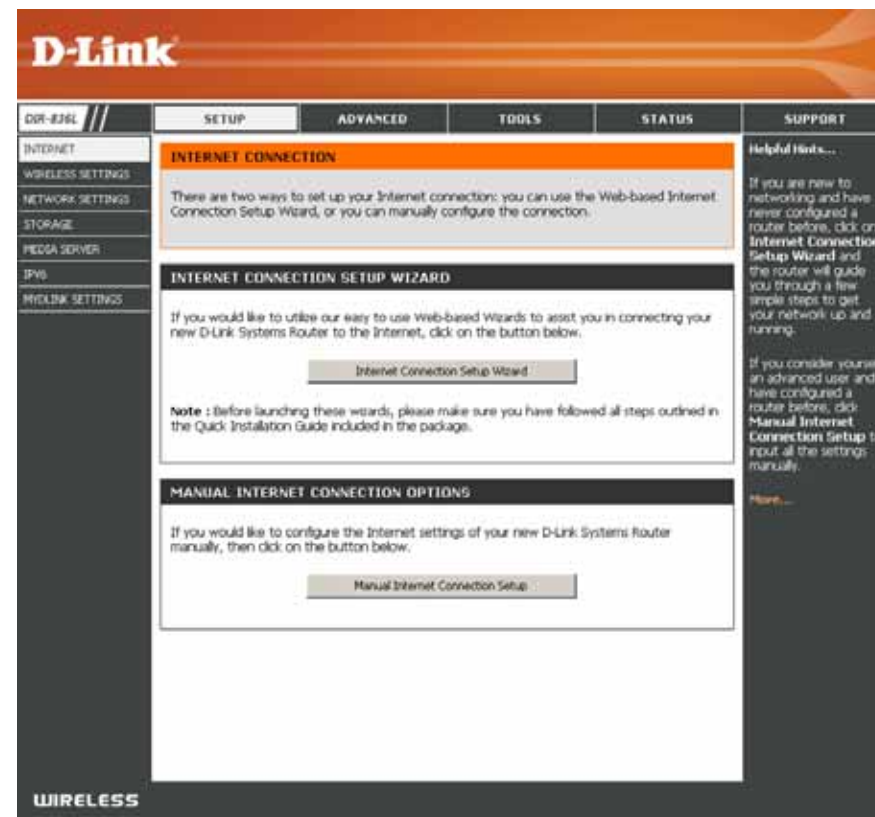 D-Link
DIR-836L
SETUP
ADVANCED
TOOLS
STATUS
SUPPORT
INTERNET
WIRELESS SETTINGS
NETWORK SETTINGS
STORAGE
MEDIA SERVER
IPV6
MYDLINK SETTINGS
INTERNET CONNECTION
There are two ways to set up your Internet connection: you can use the Web-based Internet
Connection Setup Wizard, or you can manually configure the connection.
INTERNET CONNECTION SETUP WIZARD
If you would like to utilize our easy to use Web-based Wizards to assist you in connecting your
new D-Link Systems Router to the Internet, click on the button below.
Internet Connection Setup Wizard
Note : Before launching these wizards, please make sure you have followed all steps outlined in
the Quick Installation Guide included in the package.
MANUAL INTERNET CONNECTION OPTIONS
If you would like to configure the Internet settings of your new D-Link Systems Router
manually, then click on the button below.
Manual Internet Connection Setup
Helpful Hints...
If you are new to
networking and have
never configured a
router before, click on
Internet Connection
Setup Wizard and
the router will guide
you through a few
simple steps to get
your network up and
running.
If you consider yourse
an advanced user and
have configured a
router before, click
Manual Internet
Connection Setup t
input all the settings
manually.
More...
WIRELESS